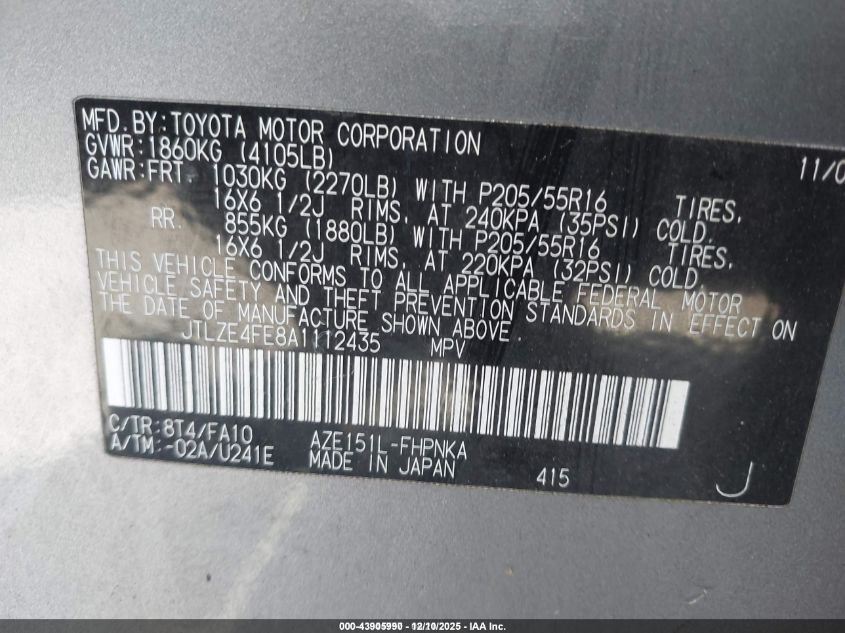 MFD.BY:TOYOTA MOTOR CORPORATION 11/0
GVWR:1860KG (4105LB)
GAWR:FRT. 1030KG (2270LB) WITH P205/55R16 TIRES,
16X6 1/2J RIMS, AT 240KPA (35PSI) COLD.
RR. 855KG (1880LB) WITH P205/55R16 TIRES,
16X6 1/2J RIMS, AT 220KPA (32PSI) COLD.
THIS VEHICLE CONFORMS TO ALL APPLICABLE FEDERAL MOTOR
VEHICLE SAFETY AND THEFT PREVENTION STANDARDS IN EFFECT ON
THE DATE OF MANUFACTURE SHOWN ABOVE.
JTLZE4FE8A1112435 MPV
C/TR:8T4/FA10 AZE151L-FHPNKA
A/TM:-02A/U241E MADE IN JAPAN 415 J
000-43905990 - 12/10/2025 - IAA Inc.